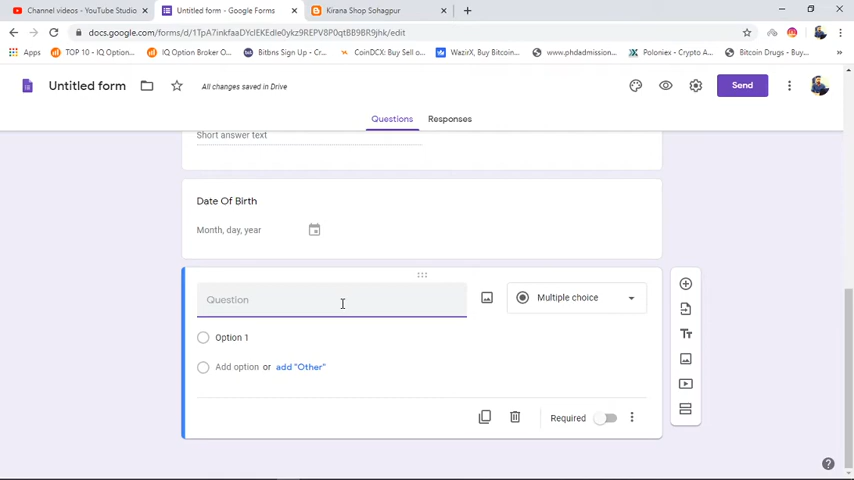 Channel videos - YouTube Studio
Untitled form - Google Forms
Kirana Shop Sohagpur
docs.google.com/forms/d/1TpA7inkfaaDYclEKEdle0ykz9REPV8P0qtBB9BR9jhk/edit
Apps
TOP 10 – IQ Option...
IQ Option Broker O...
Bitbns Sign Up - Cr...
CoinDCX: Buy Sell o...
WazirX, Buy Bitcoin...
www.phdadmission...
Poloniex - Crypto A...
Bitcoin Drugs - Buy...
Untitled form
All changes saved in Drive
Send
Questions
Responses
Short answer text
Date Of Birth
Month, day, year
Question
Multiple choice
Option 1
Add option or add "Other"
Required